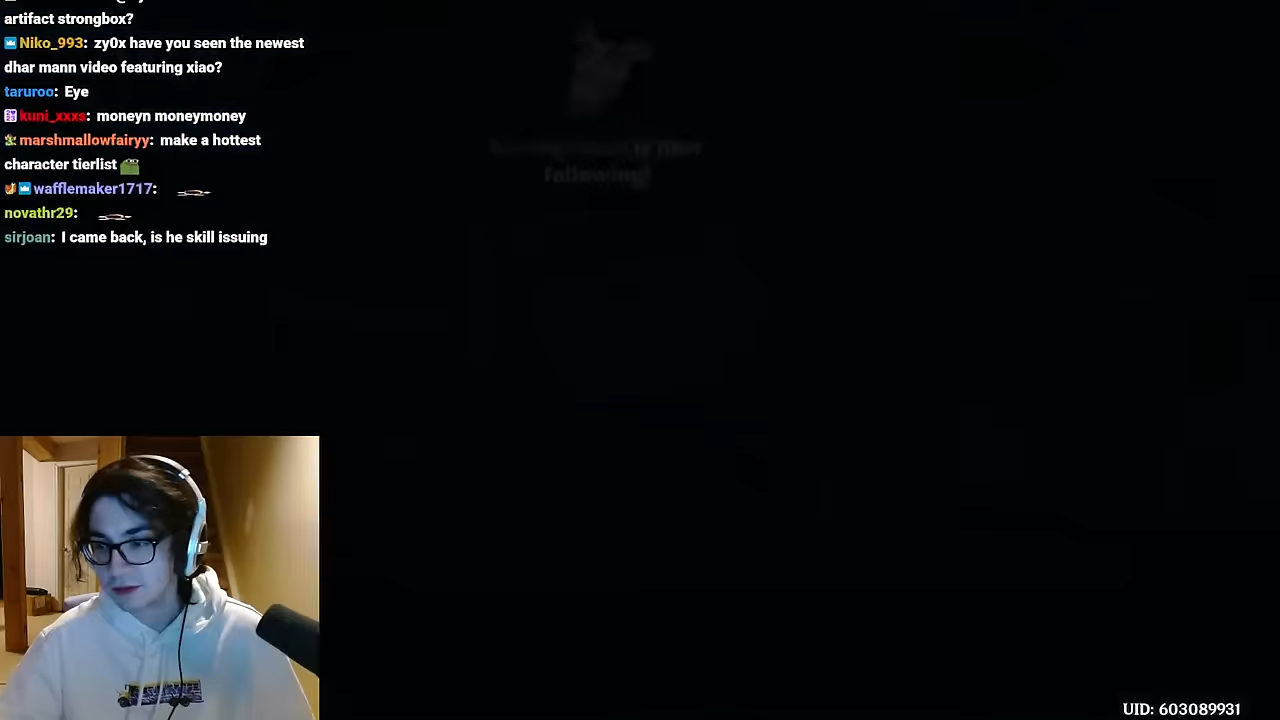 artifact strongbox?
Niko_993: zy0x have you seen the newest
dhar mann video featuring xiao?
taruroo: Eye
kuni_xxxs: moneyn moneymoney
marshmallowfairyy: make a hottest
character tierlist
wafflemaker1717:
novathr29:
sirjoan: I came back, is he skill issuing
following!
UID: 603089931